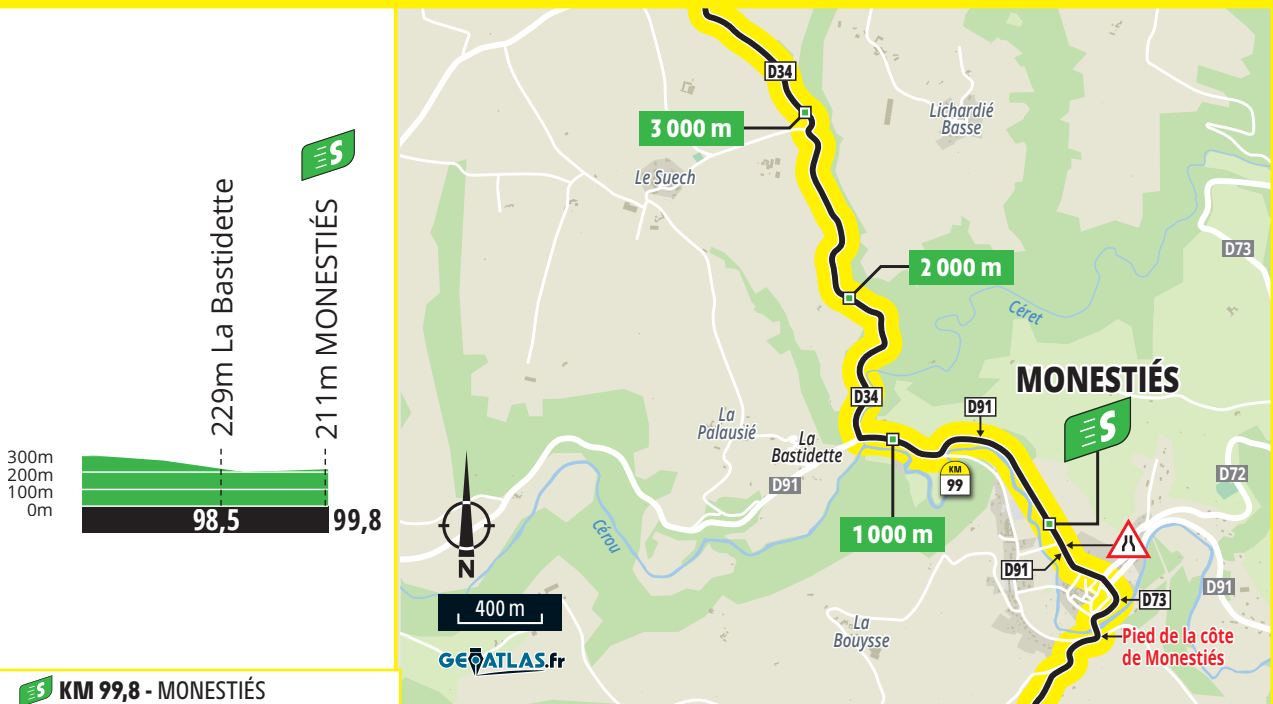 229m La Bastidette
211m MONESTIÉS
S
300m
200m
100m
0m
98,5
99,8
S KM 99,8 - MONESTIÉS
D34
3 000 m
Lichardié
Basse
Le Suech
D73
2 000 m
Céret
MONESTIÉS
S
D34
D91
La
Palausié
La
Bastidette
D91
KM
99
D72
1 000 m
Cérou
N
400 m
GEOATLAS.fr
D91
D91
D73
La
Bouysse
Pied de la côte
de Monestiés